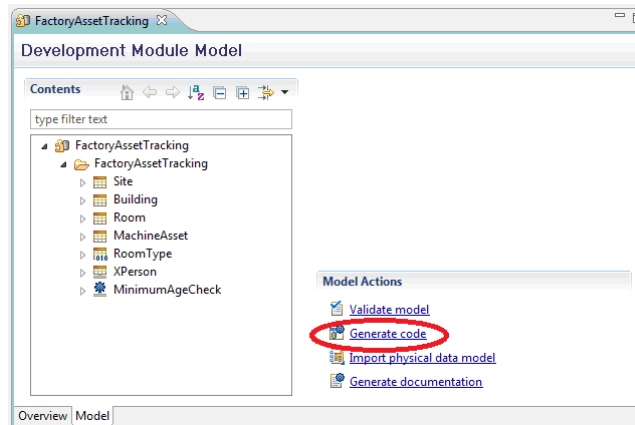 FactoryAssetTracking
Development Module Model
Contents
type filter text
FactoryAssetTracking
FactoryAssetTracking
Site
Building
Room
MachineAsset
RoomType
XPerson
MinimumAgeCheck
Model Actions
Validate model
Generate code
Import physical data model
Generate documentation
Overview Model